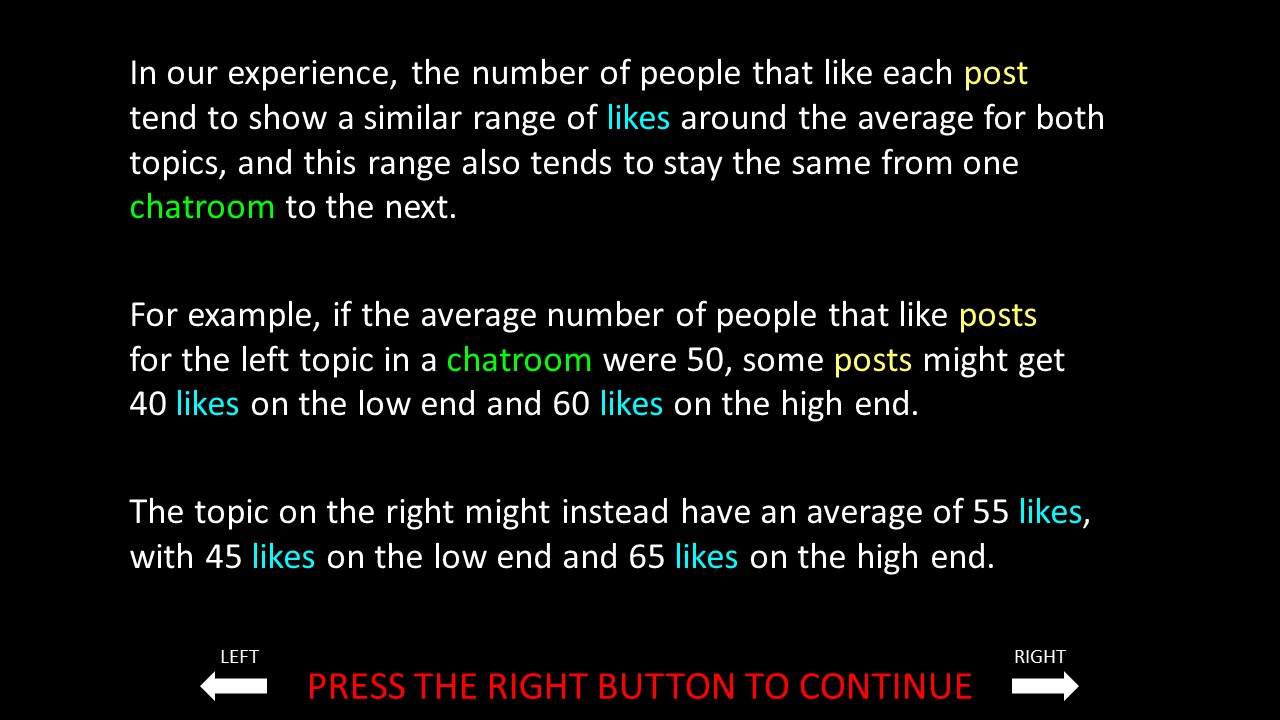 In our experience, the number of people that like each post
tend to show a similar range of likes around the average for both
topics, and this range also tends to stay the same from one
chatroom to the next.
For example, if the average number of people that like posts
for the left topic in a chatroom were 50, some posts might get
40 likes on the low end and 60 likes on the high end.
The topic on the right might instead have an average of 55 likes,
with 45 likes on the low end and 65 likes on the high end.
LEFT
PRESS THE RIGHT BUTTON TO CONTINUE
RIGHT